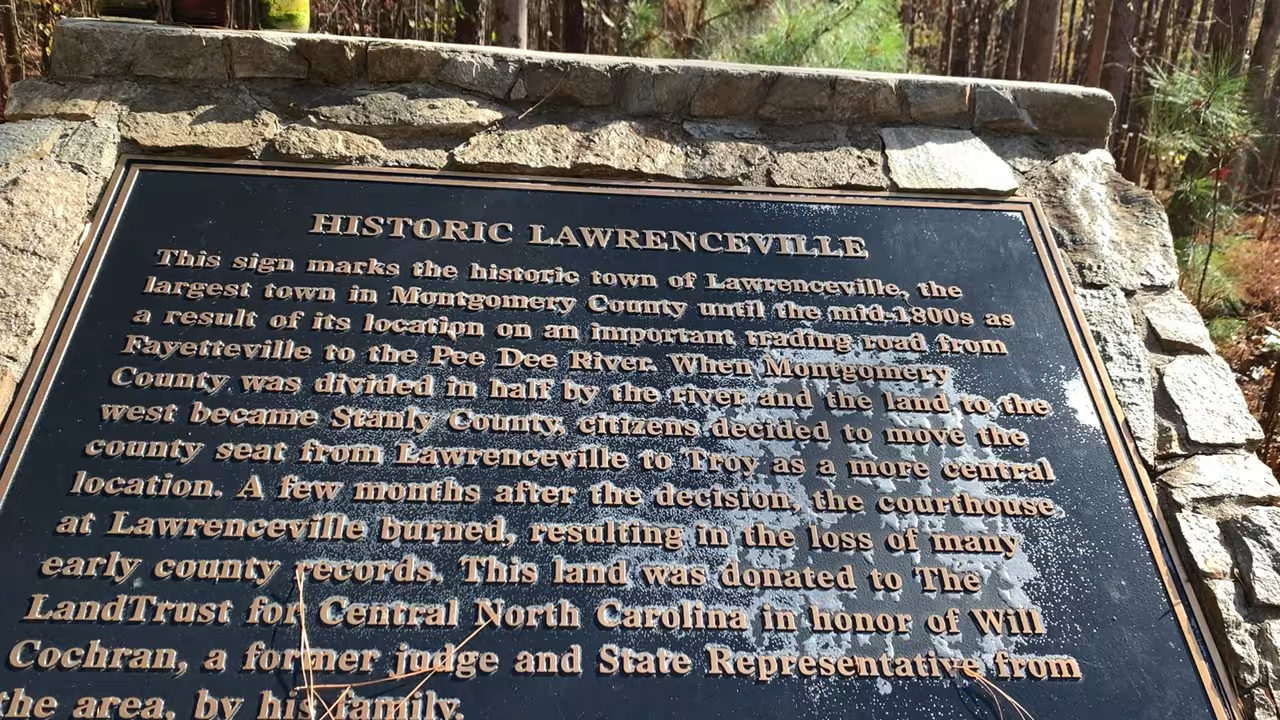 HISTORIC LAWRENCEVILLE
This sign marks the historic town of Lawrenceville, the
largest town in Montgomery County until the mid-1800s as
a result of its location on an important trading road from
Fayetteville to the Pee Dee River. When Montgomery
County was divided in half by the river and the land to the
west became Stanly County, citizens decided to move the
county seat from Lawrenceville to Troy as a more central
location. A few months after the decision, the courthouse
at Lawrenceville burned, resulting in the loss of many
early county records. This land was donated to The
LandTrust for Central North Carolina in honor of Will
Cochran, a former judge and State Representative from
the area, by his family.